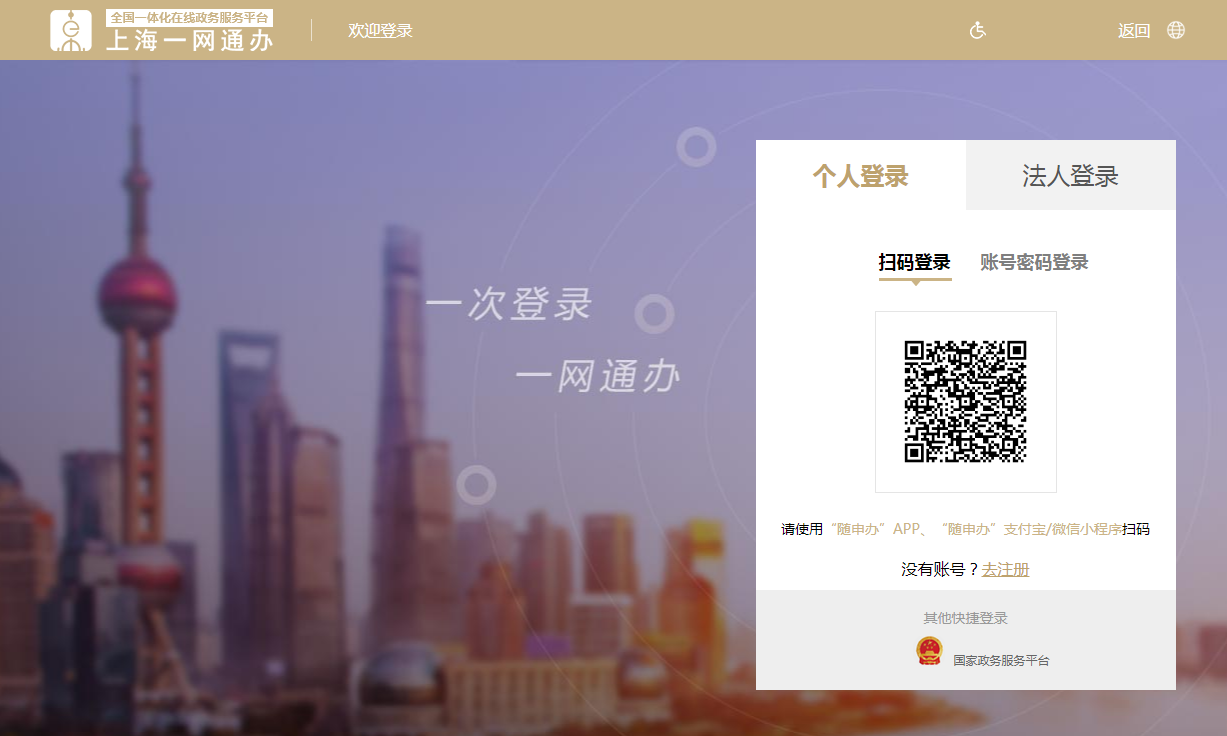 全国一体化在线政务服务平台
上海一网通办
欢迎登录
返回
个人登录
法人登录
扫码登录
账号密码登录
一次登录
一网通办
请使用“随申办”APP、“随申办”支付宝/微信小程序扫码
没有账号？去注册
其他快捷登录
国家政务服务平台